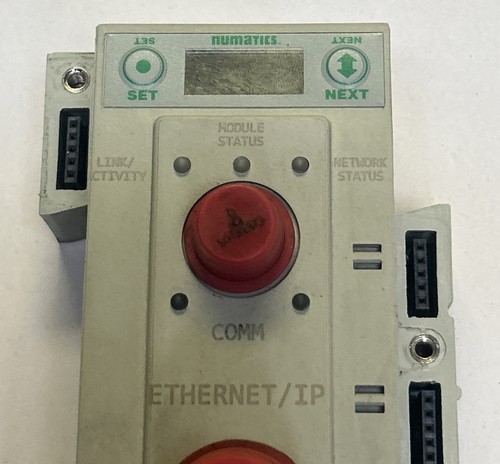 SET
numatics
NEXT
SET
NEXT
MODULE
STATUS
LINK/
CTIVITY
NETWORK
STATUS
COMM
ETHERNET/IP